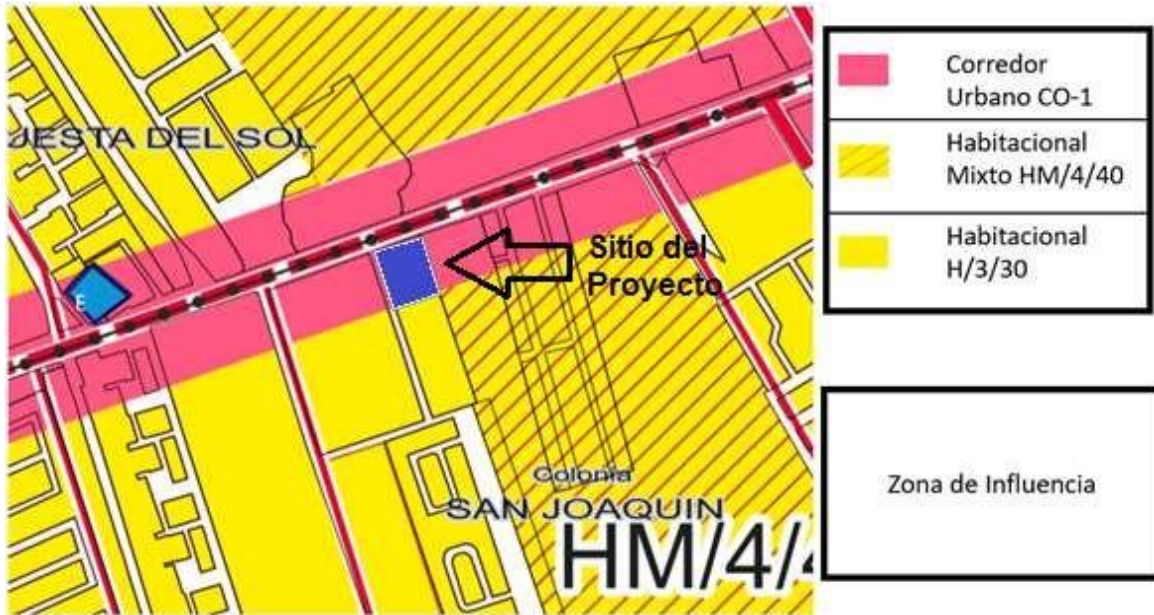 JESTA DEL SOL
E
Sitio del
Proyecto
Colonia
SAN JOAQUIN
HM/4/4
Corredor
Urbano CO-1
Habitacional
Mixto HM/4/40
Habitacional
H/3/30
Zona de Influencia